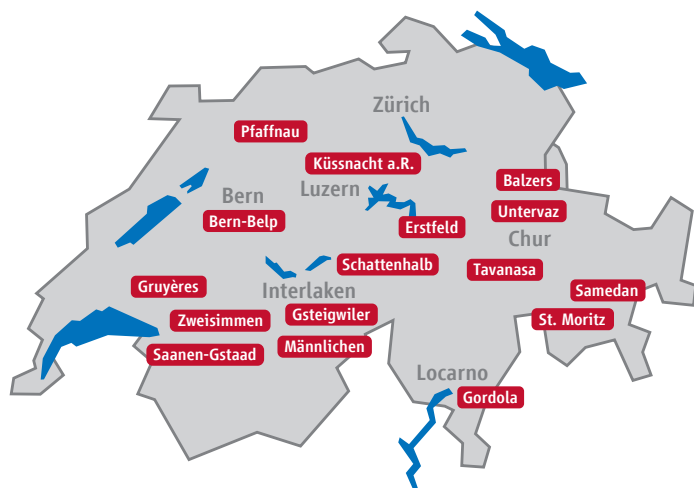 Zürich
Pfaffnau
Küssnacht a.R.
Balzers
Luzern
Bern
Untervaz
Bern-Belp
Erstfeld
Chur
Schattenhalb
Tavanasa
Gruyères
Interlaken
Samedan
Gsteigwiler
Zweisimmen
St. Moritz
Männlichen
Saanen-Gstaad
Locarno
Gordola